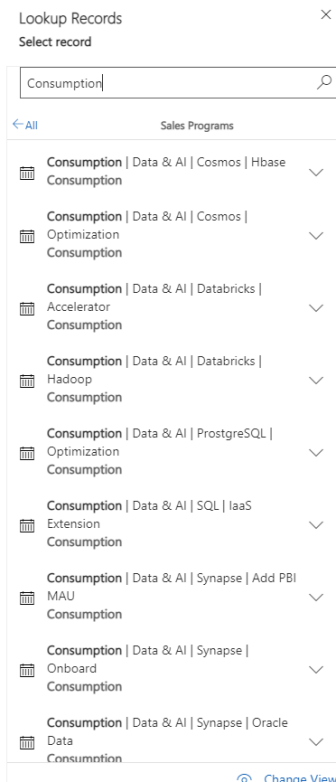 Lookup Records
Select record
Consumption
All
Sales Programs
Consumption | Data & AI | Cosmos | Hbase
Consumption
Consumption | Data & AI | Cosmos |
Optimization
Consumption
Consumption | Data & AI | Databricks |
Accelerator
Consumption
Consumption | Data & AI | Databricks |
Hadoop
Consumption
Consumption | Data & AI | ProstgreSQL |
Optimization
Consumption
Consumption | Data & AI | SQL | IaaS
Extension
Consumption
Consumption | Data & AI | Synapse | Add PBI
MAU
Consumption
Consumption | Data & AI | Synapse |
Onboard
Consumption
Consumption | Data & AI | Synapse | Oracle
Data
Consumption
Change View